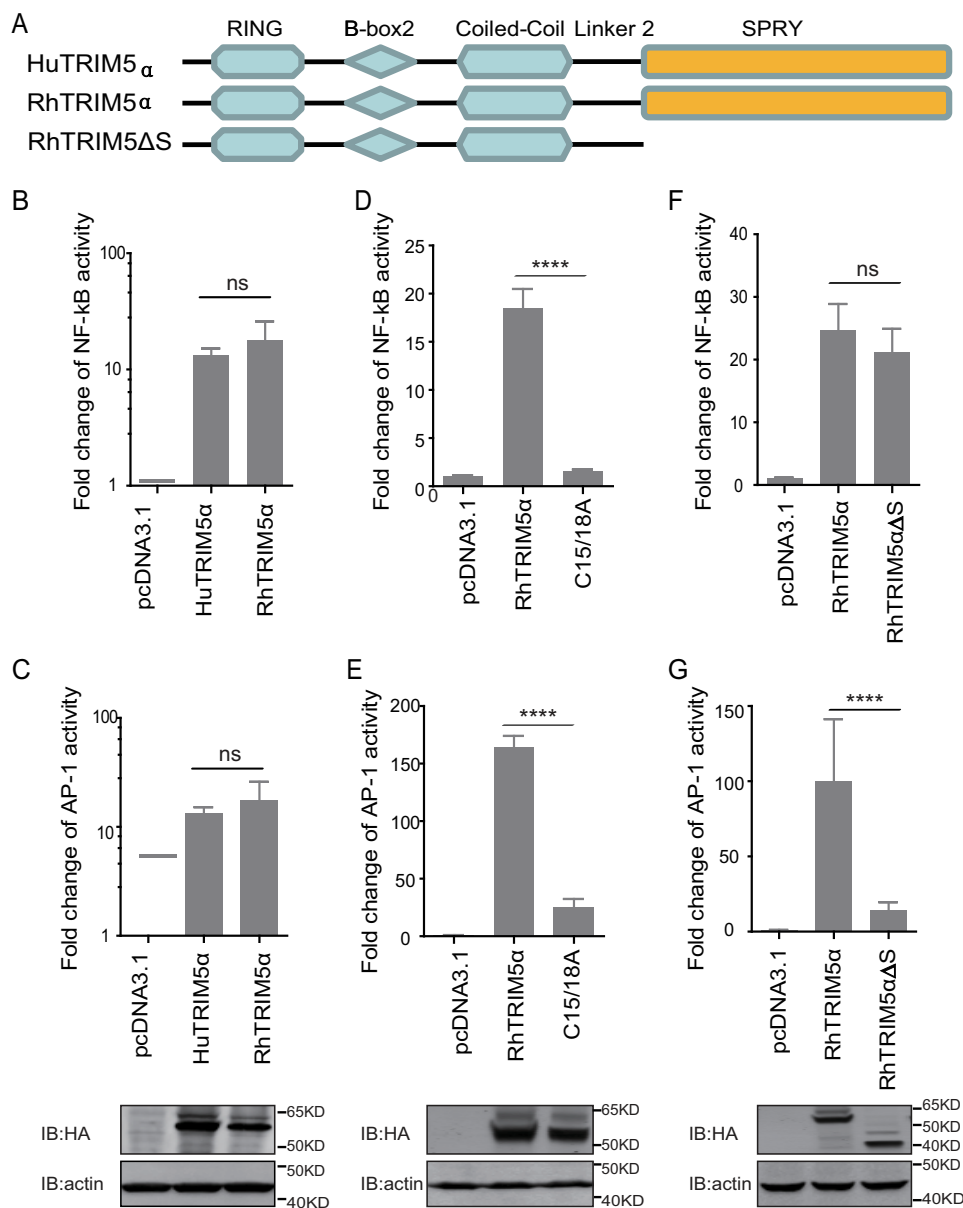 A
RING B-box2 Coiled-Coil Linker 2 SPRY
HuTRIM5α
RhTRIM5α
RhTRIM5ΔS
B
Fold change of NF-kB activity
100
10
1
ns
pcDNA3.1
HuTRIM5α
RhTRIM5α
D
Fold change of NF-kB activity
25
20
15
10
5
0
0
****
pcDNA3.1
RhTRIM5α
C15/18A
F
Fold change of NF-kB activity
40
30
20
10
0
ns
pcDNA3.1
RhTRIM5α
RhTRIM5αΔS
C
Fold change of AP-1 activity
100
10
1
ns
pcDNA3.1
HuTRIM5α
RhTRIM5α
IB:HA
65KD
50KD
IB:actin
50KD
40KD
E
Fold change of AP-1 activity
200
150
100
50
0
****
pcDNA3.1
RhTRIM5α
C15/18A
IB:HA
65KD
50KD
IB:actin
50KD
40KD
G
Fold change of AP-1 activity
150
100
50
0
****
pcDNA3.1
RhTRIM5α
RhTRIM5αΔS
IB:HA
65KD
50KD
40KD
IB:actin
50KD
40KD